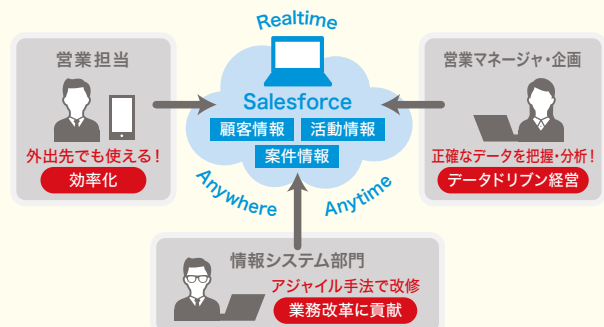 Realtime
営業担当
外出先でも使える！
効率化
Salesforce
顧客情報
活動情報
案件情報
Anywhere
Anytime
営業マネージャ・企画
正確なデータを把握・分析！
データドリブン経営
情報システム部門
アジャイル手法で改修
業務改革に貢献